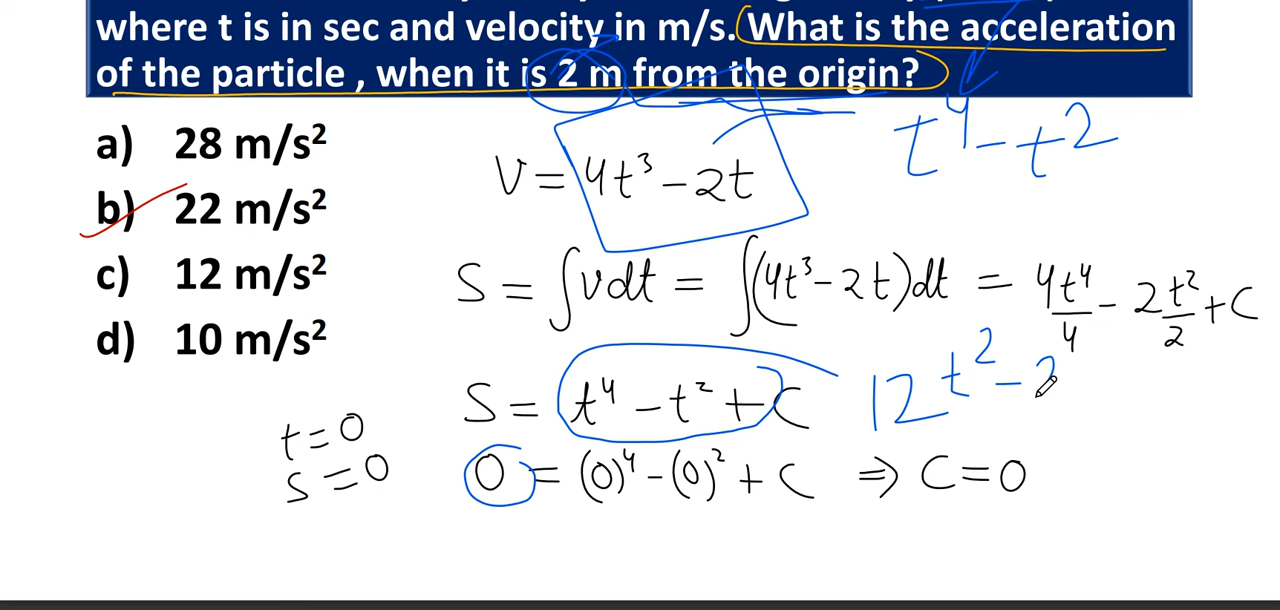 where t is in sec and velocity in m/s. What is the acceleration
of the particle , when it is 2 m from the origin?
t⁴ - t²
a) 28 m/s²
b) 22 m/s²
c) 12 m/s²
d) 10 m/s²
V = 4t³ - 2t
S = ∫vdt = ∫(4t³ - 2t)dt = 4t⁴/4 - 2t²/2 + C
S = t⁴ - t² + C
12t² - 2
t = 0
s = 0
0 = (0)⁴ - (0)² + C ⇒ C = 0